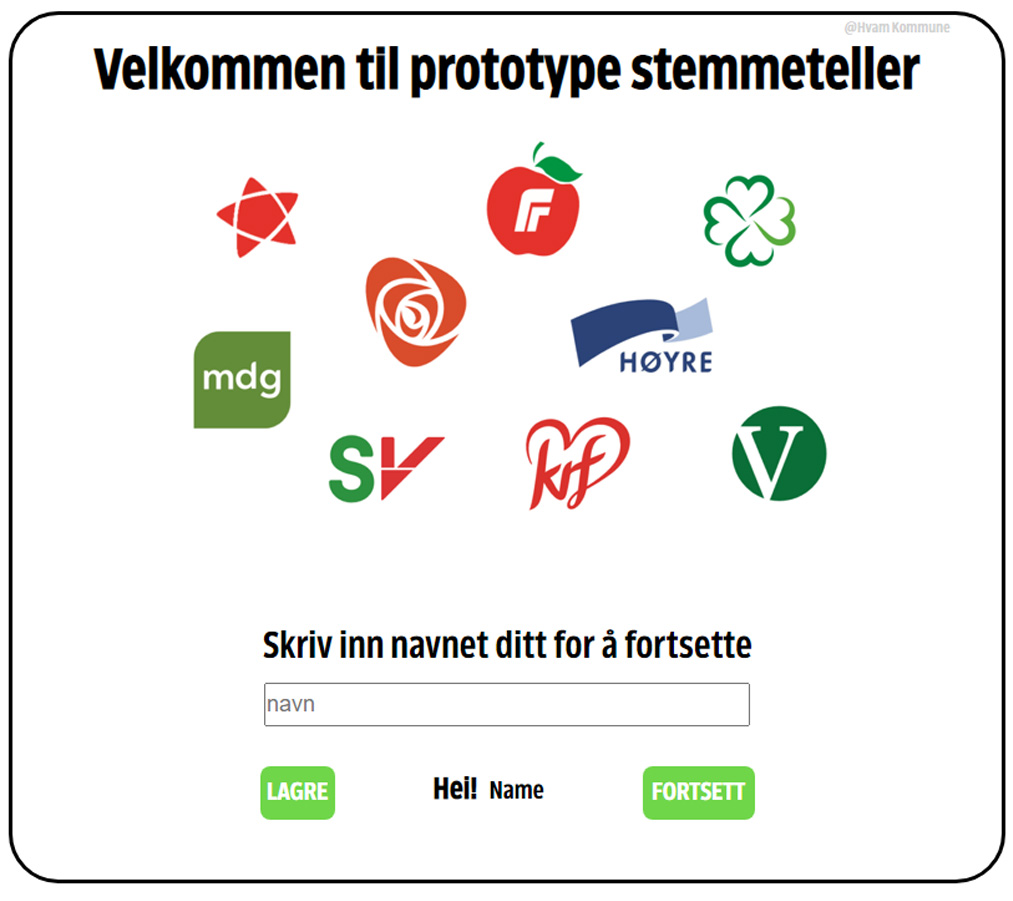 @Hvam Kommune
Velkommen til prototype stemmeteller
F
HØYRE
mdg
SV
krf
V
Skriv inn navnet ditt for å fortsette
navn
LAGRE
Hei! Name
FORTSETT